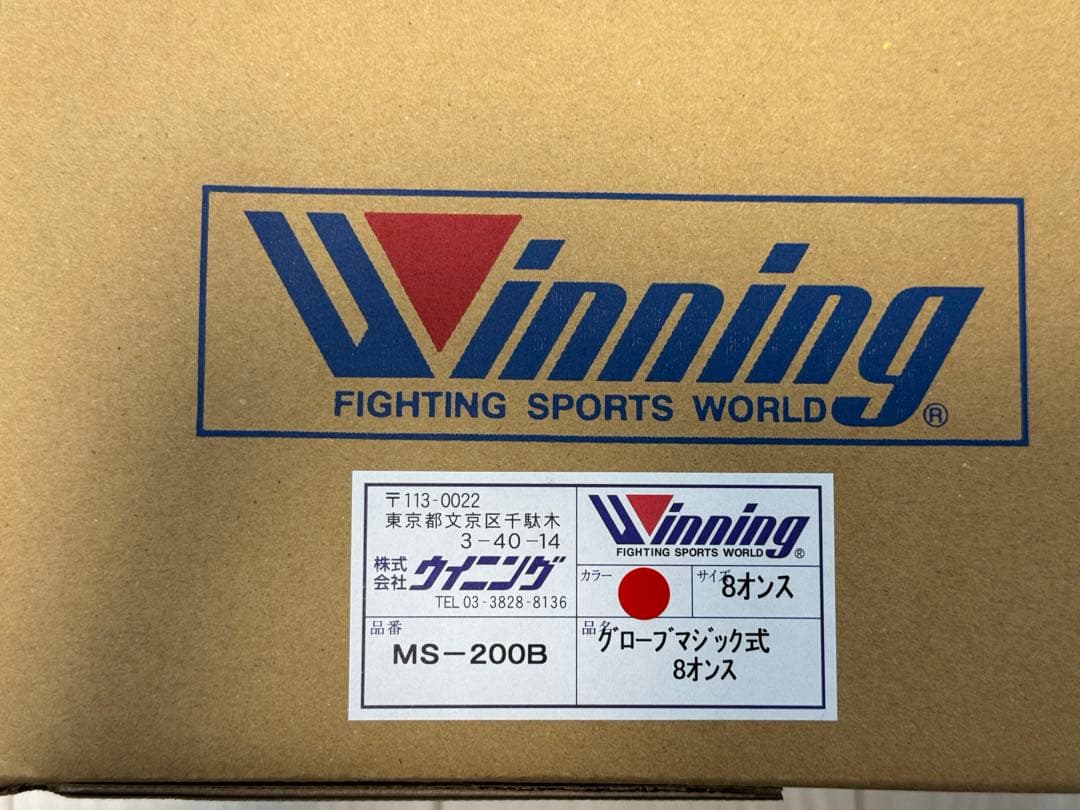 Winning
FIGHTING SPORTS WORLD ®
〒113-0022
東京都文京区千駄木
3-40-14
株式会社 ウイニング
TEL 03-3828-8136
Winning
FIGHTING SPORTS WORLD ®
カラー
サイズ 8オンス
品番
MS-200B
品名 グローブマジック式
8オンス